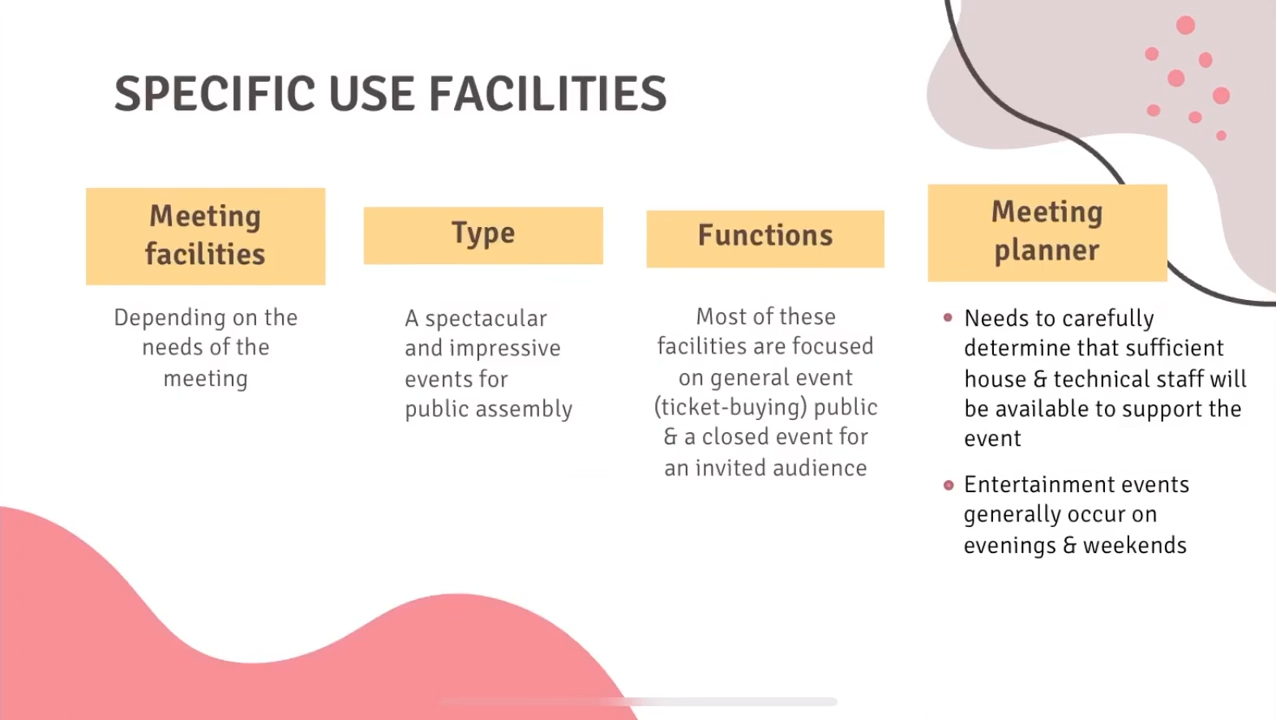 SPECIFIC USE FACILITIES
Meeting
facilities
Depending on the
needs of the
meeting
Type
A spectacular
and impressive
events for
public assembly
Functions
Most of these
facilities are focused
on general event
(ticket-buying) public
& a closed event for
an invited audience
Meeting
planner
• Needs to carefully
determine that sufficient
house & technical staff will
be available to support the
event
• Entertainment events
generally occur on
evenings & weekends